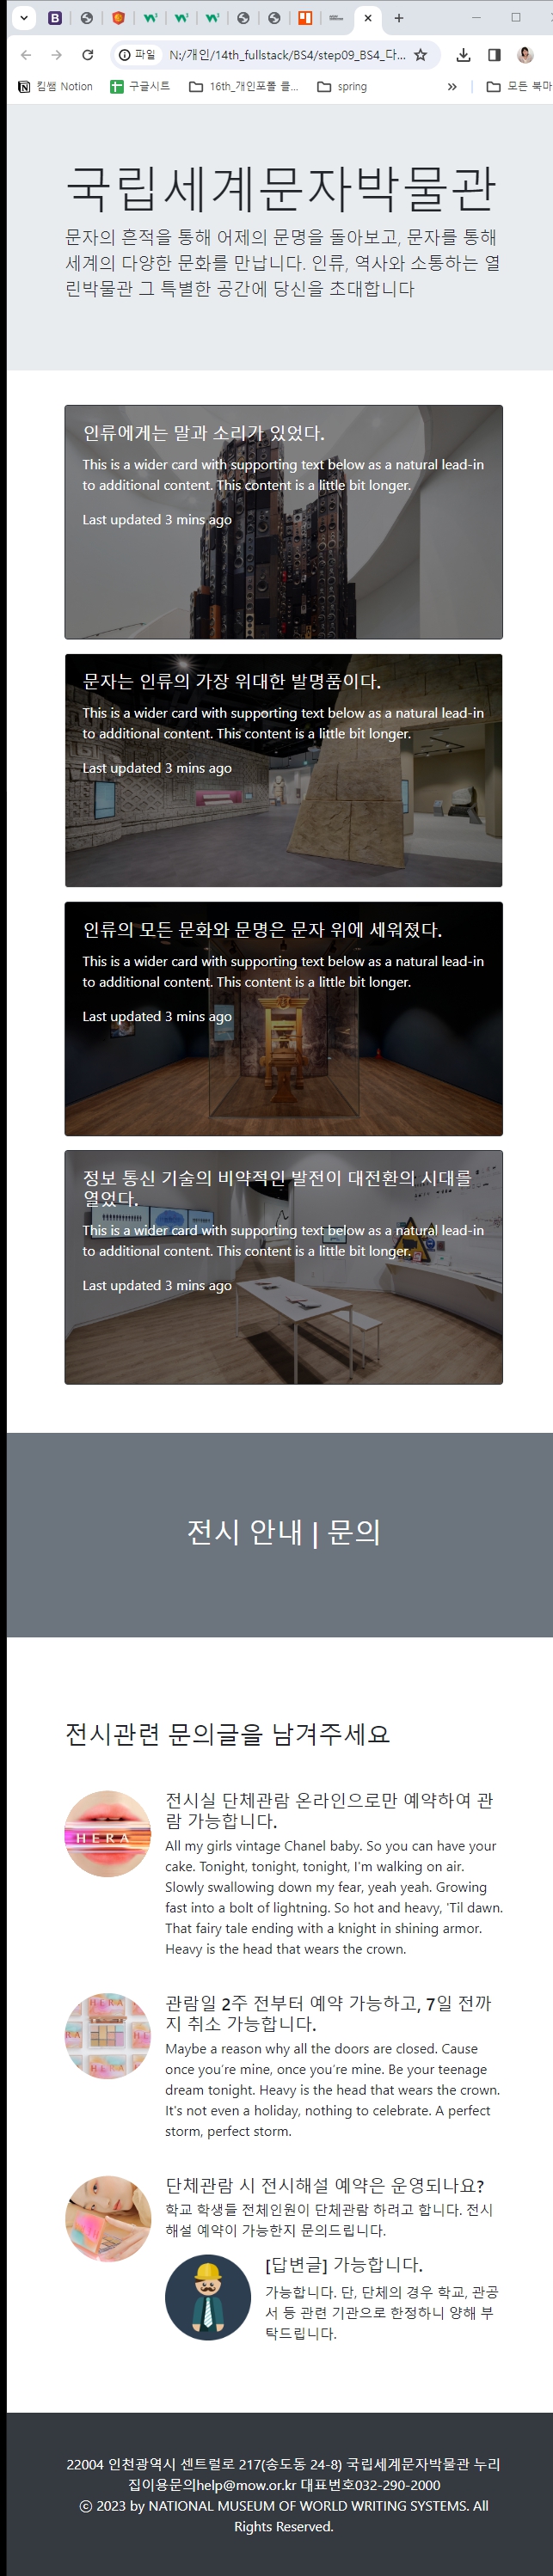 파일
N:/개인/14th_fullstack/BS4/step09_BS4_다...
킴쌤 Notion
구글시트
16th_개인포폴 클...
spring
»
모든 북마
국립세계문자박물관
문자의 흔적을 통해 어제의 문명을 돌아보고, 문자를 통해
세계의 다양한 문화를 만납니다. 인류, 역사와 소통하는 열
린박물관 그 특별한 공간에 당신을 초대합니다
인류에게는 말과 소리가 있었다.
This is a wider card with supporting text below as a natural lead-in
to additional content. This content is a little bit longer.
Last updated 3 mins ago
문자는 인류의 가장 위대한 발명품이다.
This is a wider card with supporting text below as a natural lead-in
to additional content. This content is a little bit longer.
Last updated 3 mins ago
인류의 모든 문화와 문명은 문자 위에 세워졌다.
This is a wider card with supporting text below as a natural lead-in
to additional content. This content is a little bit longer.
Last updated 3 mins ago
정보 통신 기술의 비약적인 발전이 대전환의 시대를
열었다.
This is a wider card with supporting text below as a natural lead-in
to additional content. This content is a little bit longer.
Last updated 3 mins ago
전시 안내 | 문의
전시관련 문의글을 남겨주세요
HERA
전시실 단체관람 온라인으로만 예약하여 관
람 가능합니다.
All my girls vintage Chanel baby. So you can have your
cake. Tonight, tonight, tonight, I'm walking on air.
Slowly swallowing down my fear, yeah yeah. Growing
fast into a bolt of lightning. So hot and heavy, 'Til dawn.
That fairy tale ending with a knight in shining armor.
Heavy is the head that wears the crown.
HERA
관람일 2주 전부터 예약 가능하고, 7일 전까
지 취소 가능합니다.
Maybe a reason why all the doors are closed. Cause
once you’re mine, once you’re mine. Be your teenage
dream tonight. Heavy is the head that wears the crown.
It's not even a holiday, nothing to celebrate. A perfect
storm, perfect storm.
단체관람 시 전시해설 예약은 운영되나요?
학교 학생들 전체인원이 단체관람 하려고 합니다. 전시
해설 예약이 가능한지 문의드립니다.
[답변글] 가능합니다.
가능합니다. 단, 단체의 경우 학교, 관공
서 등 관련 기관으로 한정하니 양해 부
탁드립니다.
22004 인천광역시 센트럴로 217(송도동 24-8) 국립세계문자박물관 누리
집이용문의help@mow.or.kr 대표번호032-290-2000
ⓒ 2023 by NATIONAL MUSEUM OF WORLD WRITING SYSTEMS. All
Rights Reserved.